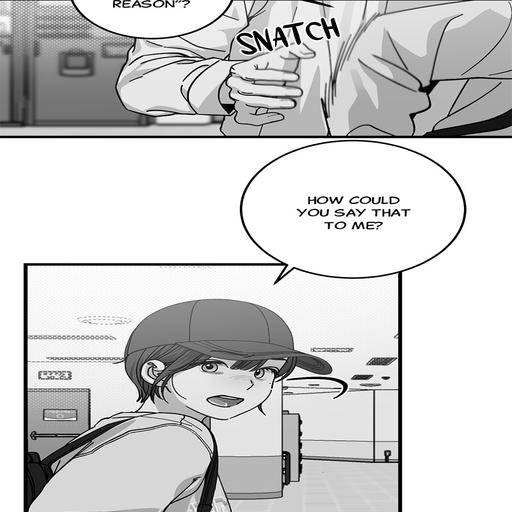 REASON"?
SNATCH
HOW COULD
YOU SAY THAT
TO ME?